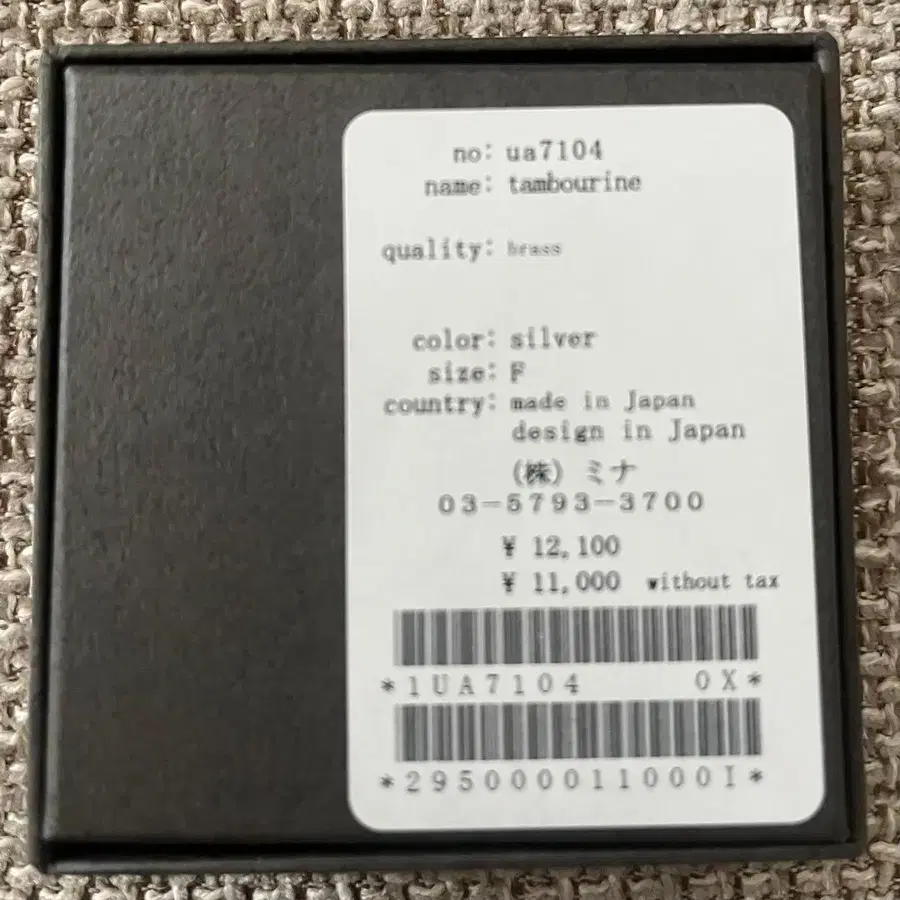 no: ua7104
name: tambourine
quality: brass
color: silver
size: F
country: made in Japan
design in Japan
(株) ミナ
03-5793-3700
¥ 12,100
¥ 11,000 without tax
*1UA7104 0X*
*2950000011000I*